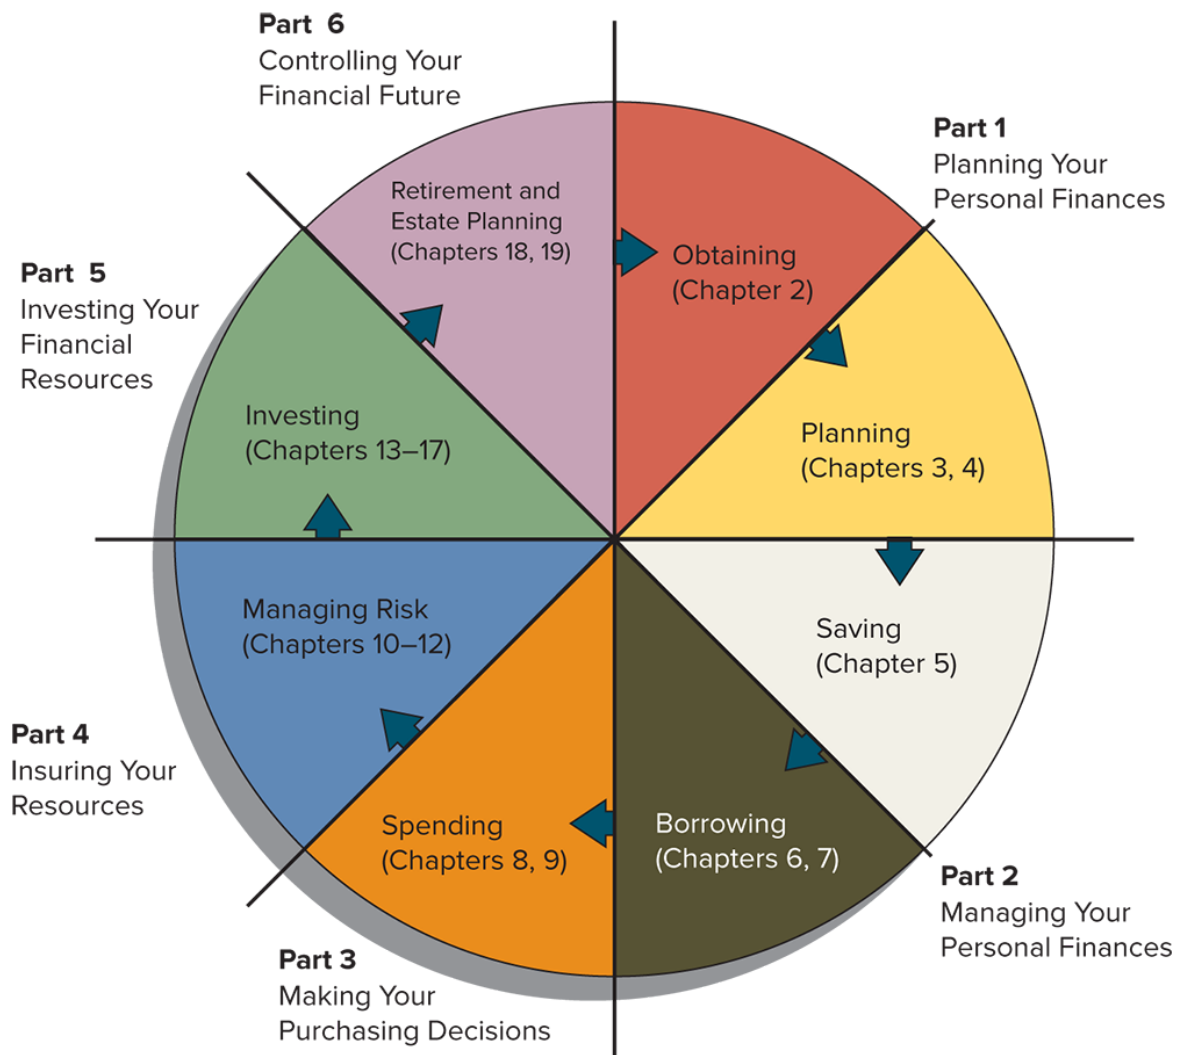 Part 6
Controlling Your
Financial Future
Part 1
Planning Your
Personal Finances
Retirement and
Estate Planning
(Chapters 18, 19)
Obtaining
(Chapter 2)
Part 5
Investing Your
Financial
Resources
Investing
(Chapters 13–17)
Planning
(Chapters 3, 4)
Managing Risk
(Chapters 10–12)
Saving
(Chapter 5)
Part 4
Insuring Your
Resources
Spending
(Chapters 8, 9)
Borrowing
(Chapters 6, 7)
Part 2
Managing Your
Personal Finances
Part 3
Making Your
Purchasing Decisions